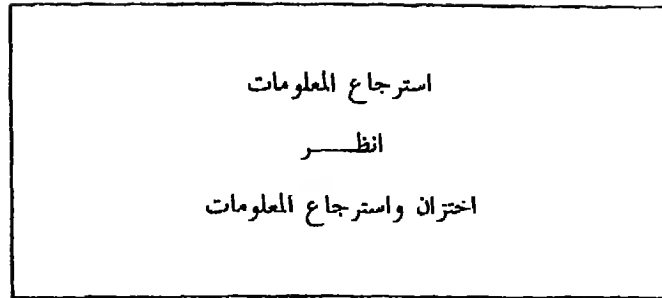 استرجاع المعلومات
انظـــــر
اختزان واسترجاع المعلومات